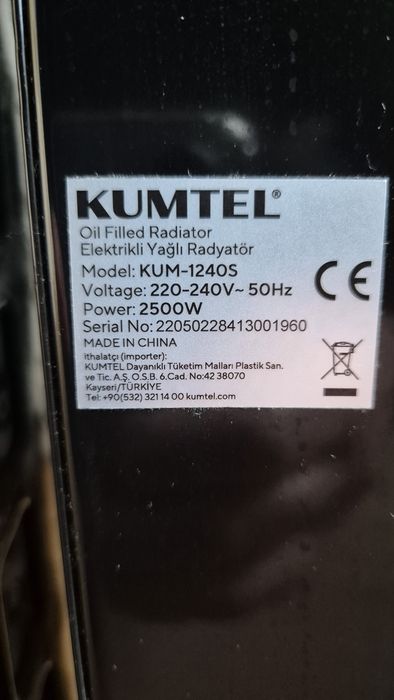 KUMTEL®
Oil Filled Radiator
Elektrikli Yağlı Radyatör
Model: KUM-1240S
Voltage: 220-240V~ 50Hz
Power: 2500W
Serial No: 22050228413001960
MADE IN CHINA
ithalatçı (importer):
KUMTEL Dayanıklı Tüketim Malları Plastik San.
ve Tic. A.Ş. O.S.B. 6.Cad. No:42 38070
Kayseri/TÜRKİYE
Tel: +90(532) 321 14 00 kumtel.com
CE